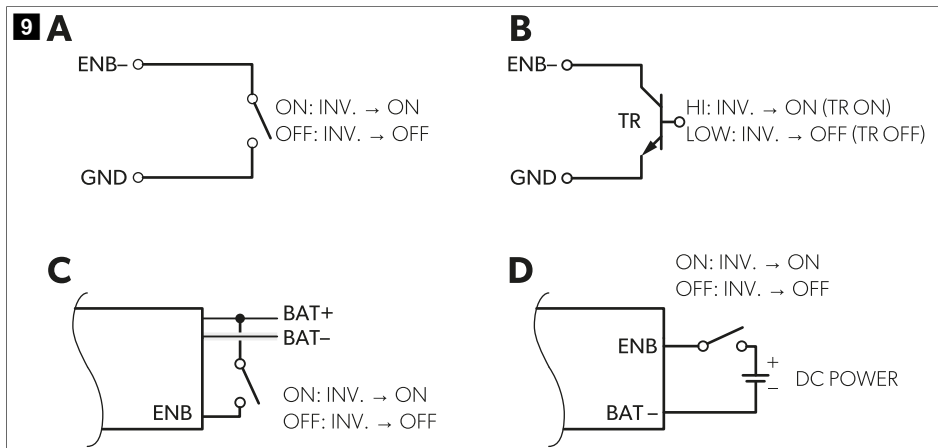 9 A
ENB–
ON: INV. → ON
OFF: INV. → OFF
GND
B
ENB–
TR
HI: INV. → ON (TR ON)
LOW: INV. → OFF (TR OFF)
GND
C
BAT+
BAT–
ENB
ON: INV. → ON
OFF: INV. → OFF
D
ON: INV. → ON
OFF: INV. → OFF
ENB
+
–
DC POWER
BAT –